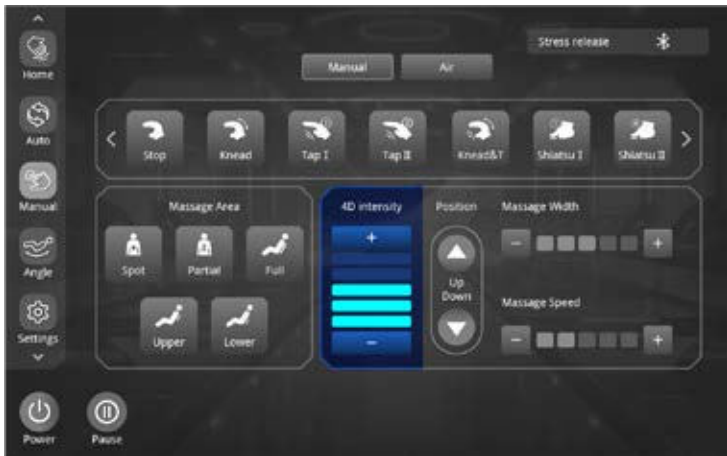 Stress release
Home
Manual
Air
Auto
Stop
Knead
Tap I
Tap II
Knead&T
Shiatsu I
Shiatsu II
Manual
Massage Area
4D intensity
Position
Massage Width
+
-
+
Spot
Partial
Full
Angle
Up
Down
Massage Speed
Settings
Upper
Lower
-
-
+
Power
Pause